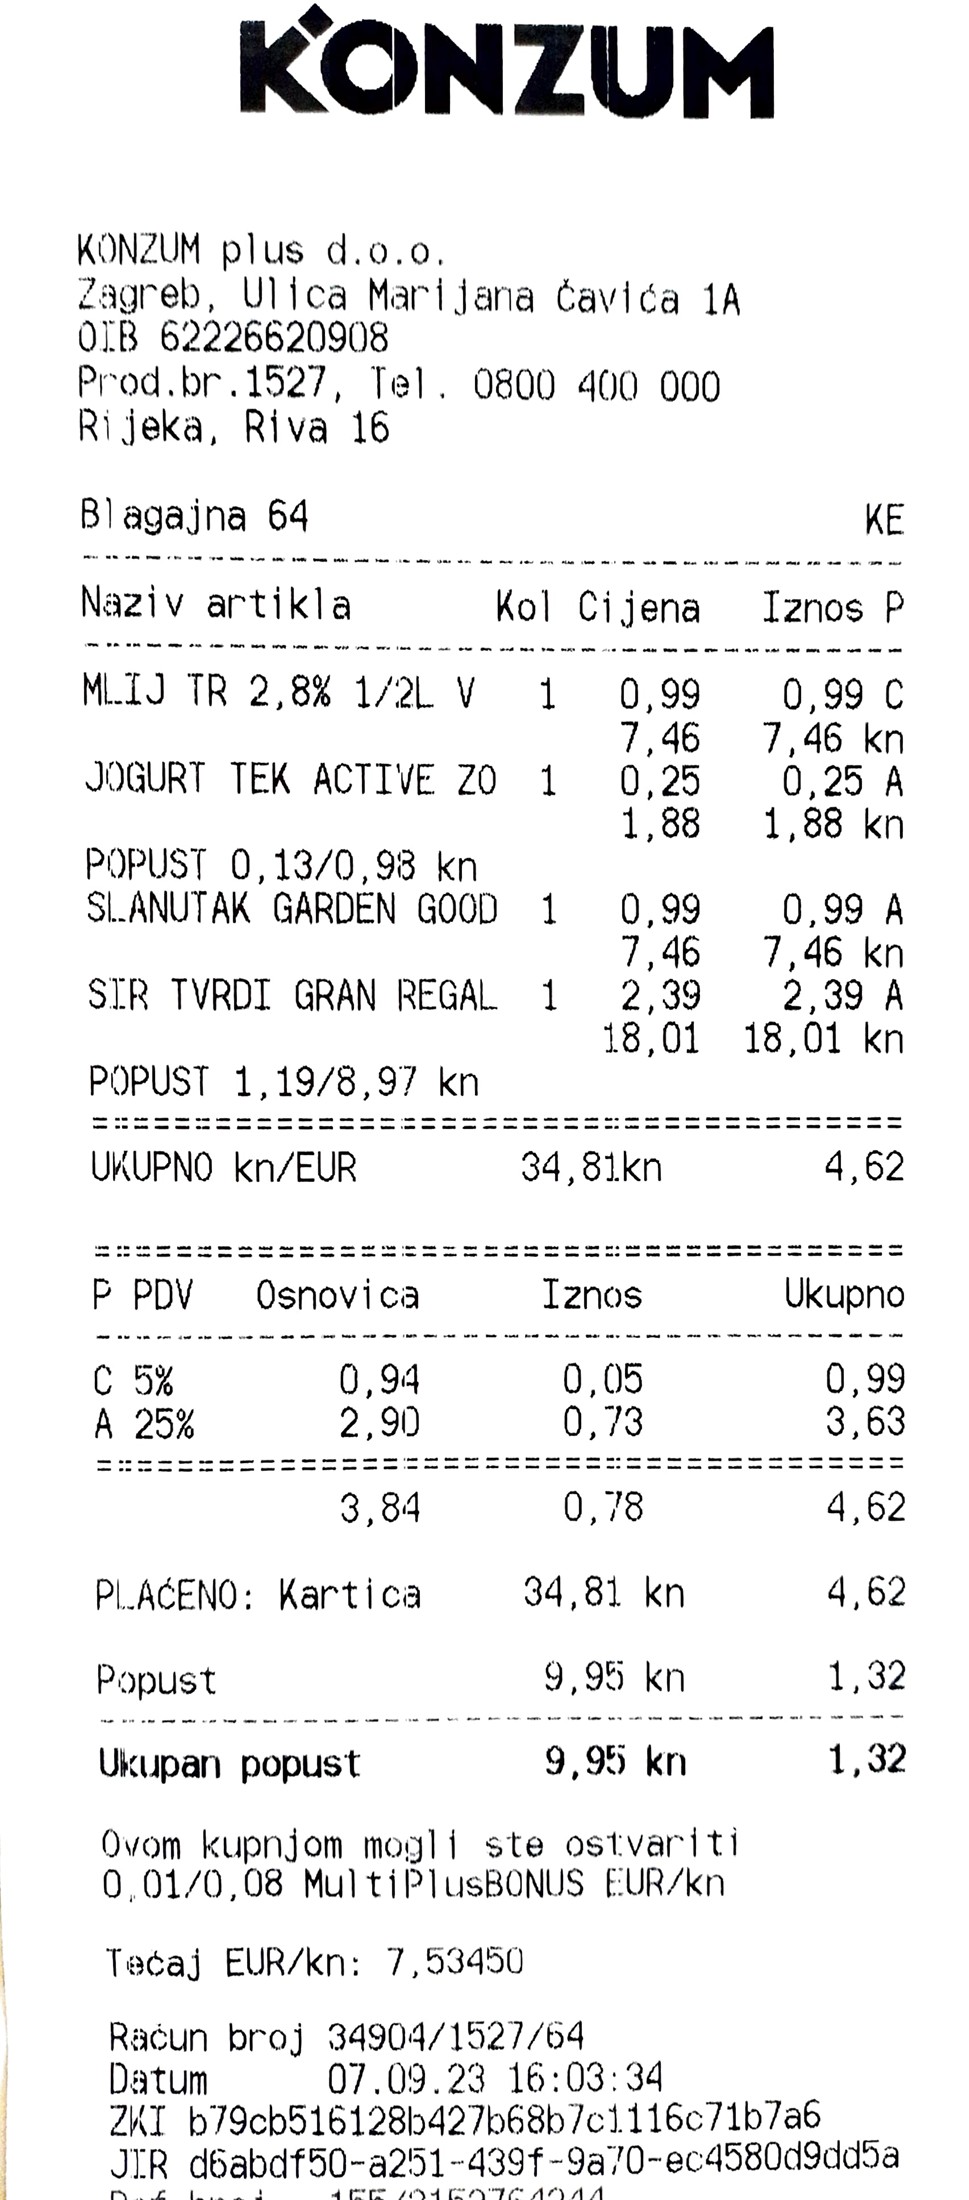 KONZUM
KONZUM plus d.o.o.
Zagreb, Ulica Marijana Čavića 1A
OIB 62226620908
Prod.br.1527, Tel. 0800 400 000
Rijeka, Riva 16
Blagajna 64 KE
Naziv artikla Kol Cijena Iznos P
MLIJ TR 2,8% 1/2L V 1 0,99 0,99 C
7,46 7,46 kn
JOGURT TEK ACTIVE ZO 1 0,25 0,25 A
1,88 1,88 kn
POPUST 0,13/0,98 kn
SLANUTAK GARDEN GOOD 1 0,99 0,99 A
7,46 7,46 kn
SIR TVRDI GRAN REGAL 1 2,39 2,39 A
18,01 18,01 kn
POPUST 1,19/8,97 kn
UKUPNO kn/EUR 34,81kn 4,62
P PDV Osnovica Iznos Ukupno
C 5% 0,94 0,05 0,99
A 25% 2,90 0,73 3,63
3,84 0,78 4,62
PLAĆENO: Kartica 34,81 kn 4,62
Popust 9,95 kn 1,32
Ukupan popust 9,95 kn 1,32
Ovom kupnjom mogli ste ostvariti
0,01/0,08 MultiPlusBONUS EUR/kn
Tečaj EUR/kn: 7,53450
Račun broj 34904/1527/64
Datum 07.09.23 16:03:34
ZKI b79cb516128b427b68b7c1116c71b7a6
JIR d6abdf50-a251-439f-9a70-ec4580d9dd5a